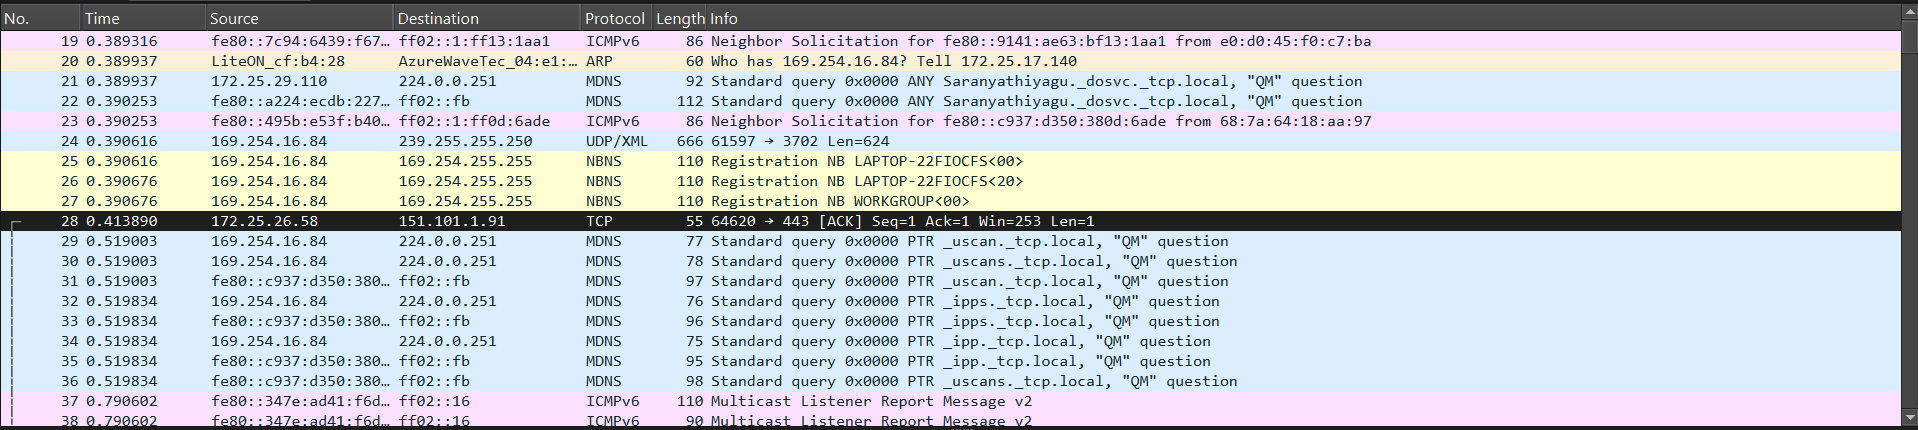 No. Time Source Destination Protocol Length Info
19 0.389316 fe80::7c94:6439:f67… ff02::1:ff13:1aa1 ICMPv6 86 Neighbor Solicitation for fe80::9141:ae63:bf13:1aa1 from e0:d0:45:f0:c7:ba
20 0.389937 LiteON_cf:b4:28 AzureWaveTec_04:e1:… ARP 60 Who has 169.254.16.84? Tell 172.25.17.140
21 0.389937 172.25.29.110 224.0.0.251 MDNS 92 Standard query 0x0000 ANY Saranyathiyagu._dosvc._tcp.local, "QM" question
22 0.390253 fe80::a224:ecdb:227… ff02::fb MDNS 112 Standard query 0x0000 ANY Saranyathiyagu._dosvc._tcp.local, "QM" question
23 0.390253 fe80::495b:e53f:b40… ff02::1:ff0d:6ade ICMPv6 86 Neighbor Solicitation for fe80::c937:d350:380d:6ade from 68:7a:64:18:aa:97
24 0.390616 169.254.16.84 239.255.255.250 UDP/XML 666 61597 → 3702 Len=624
25 0.390616 169.254.16.84 169.254.255.255 NBNS 110 Registration NB LAPTOP-22FIOCFS<00>
26 0.390676 169.254.16.84 169.254.255.255 NBNS 110 Registration NB LAPTOP-22FIOCFS<20>
27 0.390676 169.254.16.84 169.254.255.255 NBNS 110 Registration NB WORKGROUP<00>
28 0.413890 172.25.26.58 151.101.1.91 TCP 55 64620 → 443 [ACK] Seq=1 Ack=1 Win=253 Len=1
29 0.519003 169.254.16.84 224.0.0.251 MDNS 77 Standard query 0x0000 PTR _uscan._tcp.local, "QM" question
30 0.519003 169.254.16.84 224.0.0.251 MDNS 78 Standard query 0x0000 PTR _uscans._tcp.local, "QM" question
31 0.519003 fe80::c937:d350:380… ff02::fb MDNS 97 Standard query 0x0000 PTR _uscan._tcp.local, "QM" question
32 0.519834 169.254.16.84 224.0.0.251 MDNS 76 Standard query 0x0000 PTR _ipps._tcp.local, "QM" question
33 0.519834 fe80::c937:d350:380… ff02::fb MDNS 96 Standard query 0x0000 PTR _ipps._tcp.local, "QM" question
34 0.519834 169.254.16.84 224.0.0.251 MDNS 75 Standard query 0x0000 PTR _ipp._tcp.local, "QM" question
35 0.519834 fe80::c937:d350:380… ff02::fb MDNS 95 Standard query 0x0000 PTR _ipp._tcp.local, "QM" question
36 0.519834 fe80::c937:d350:380… ff02::fb MDNS 98 Standard query 0x0000 PTR _uscans._tcp.local, "QM" question
37 0.790602 fe80::347e:ad41:f6d… ff02::16 ICMPv6 110 Multicast Listener Report Message v2
38 0.790602 fe80::347e:ad41:f6d… ff02::16 ICMPv6 90 Multicast Listener Report Message v2